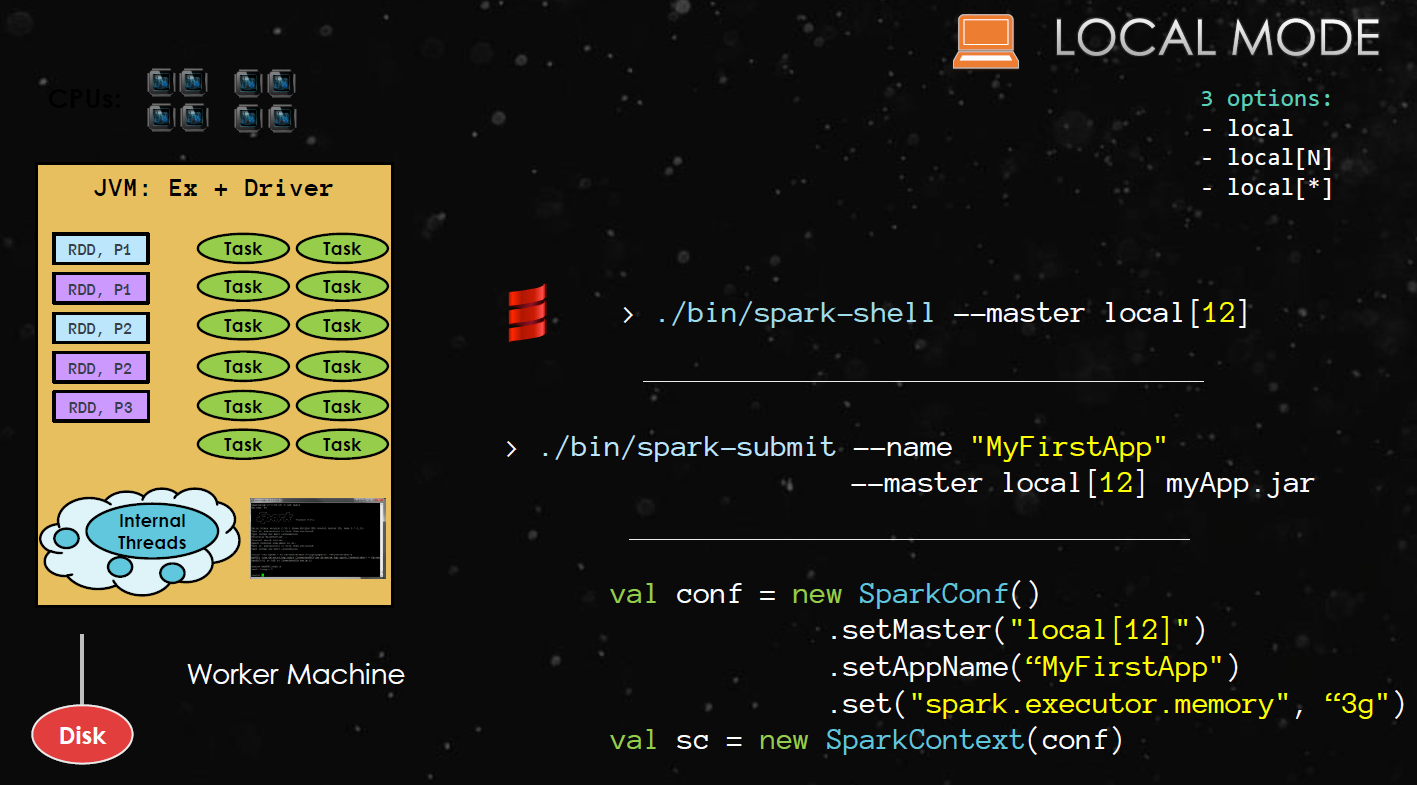 LOCAL MODE
CPUs:
3 options:
- local
- local[N]
- local[*]
JVM: Ex + Driver
RDD, P1
Task Task
RDD, P1
Task Task
RDD, P2
Task Task
RDD, P2
Task Task
RDD, P3
Task Task
Task Task
Internal
Threads
Worker Machine
Disk
> ./bin/spark-shell --master local[12]
> ./bin/spark-submit --name "MyFirstApp"
--master local[12] myApp.jar
val conf = new SparkConf()
.setMaster("local[12]")
.setAppName(“MyFirstApp")
.set("spark.executor.memory", “3g")
val sc = new SparkContext(conf)